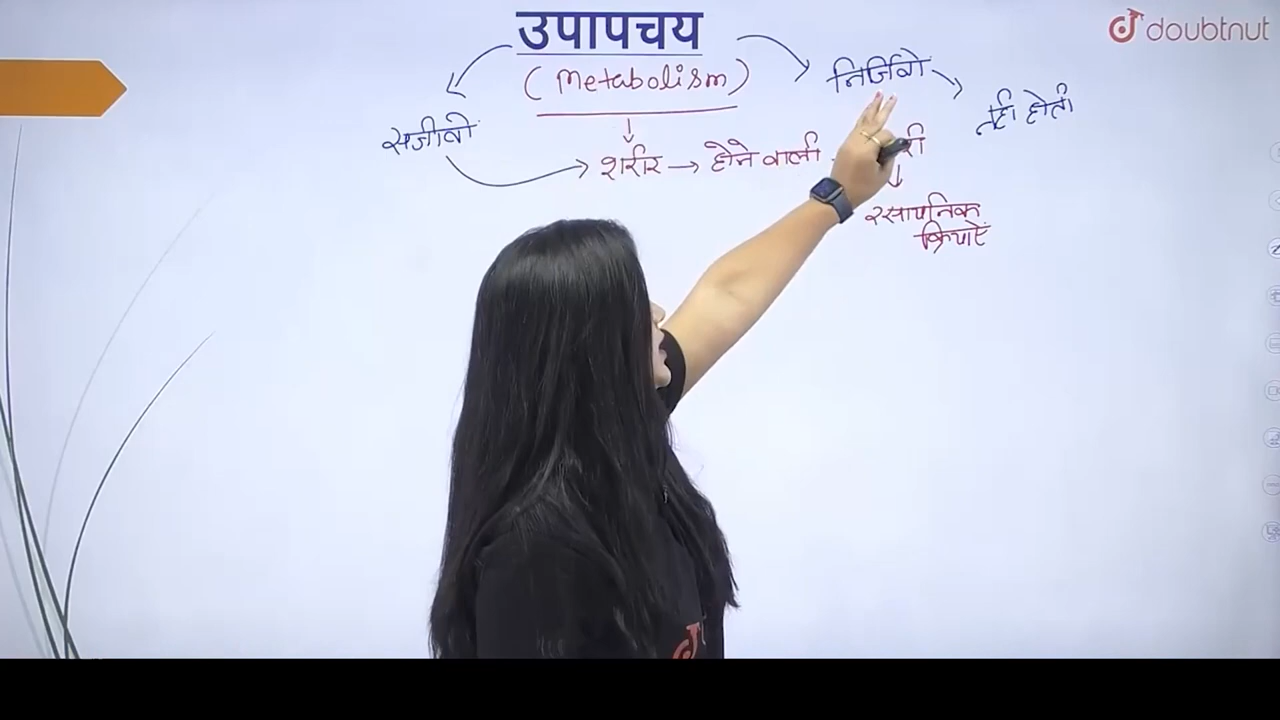 उपापचय
doubtnut
(Metabolism)
निर्जिवो
नही होती
सजीवो
शरीर → होने वाली
री
रसायनिक
क्रियाएं